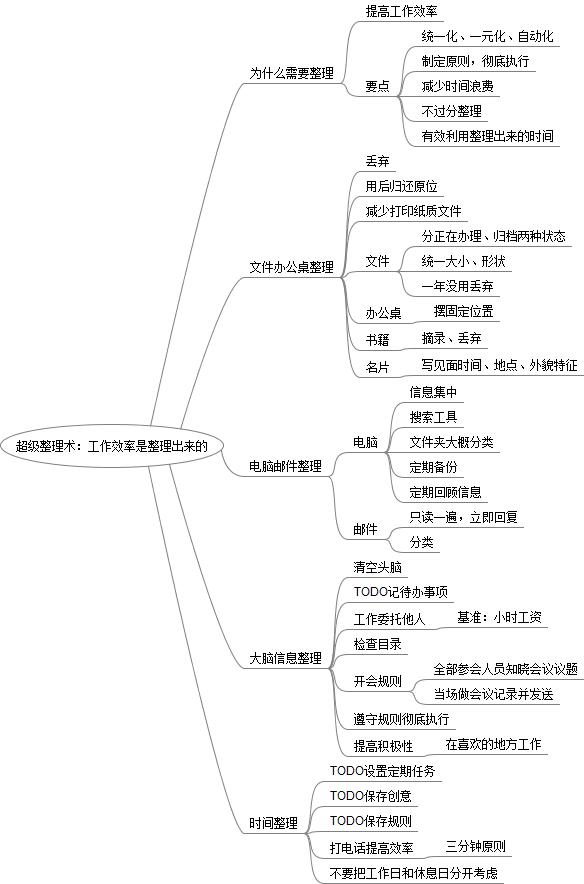 超级整理术：工作效率是整理出来的
为什么需要整理
提高工作效率
要点
统一化、一元化、自动化
制定原则，彻底执行
减少时间浪费
不过分整理
有效利用整理出来的时间
文件办公桌整理
丢弃
用后归还原位
减少打印纸质文件
文件
分正在办理、归档两种状态
统一大小、形状
一年没用丢弃
办公桌
摆固定位置
书籍
摘录、丢弃
名片
写见面时间、地点、外貌特征
电脑邮件整理
电脑
信息集中
搜索工具
文件夹大概分类
定期备份
定期回顾信息
邮件
只读一遍，立即回复
分类
大脑信息整理
清空头脑
TODO记待办事项
工作委托他人
基准：小时工资
检查目录
开会规则
全部参会人员知晓会议议题
当场做会议记录并发送
遵守规则彻底执行
提高积极性
在喜欢的地方工作
时间整理
TODO设置定期任务
TODO保存创意
TODO保存规则
打电话提高效率
三分钟原则
不要把工作日和休息日分开考虑